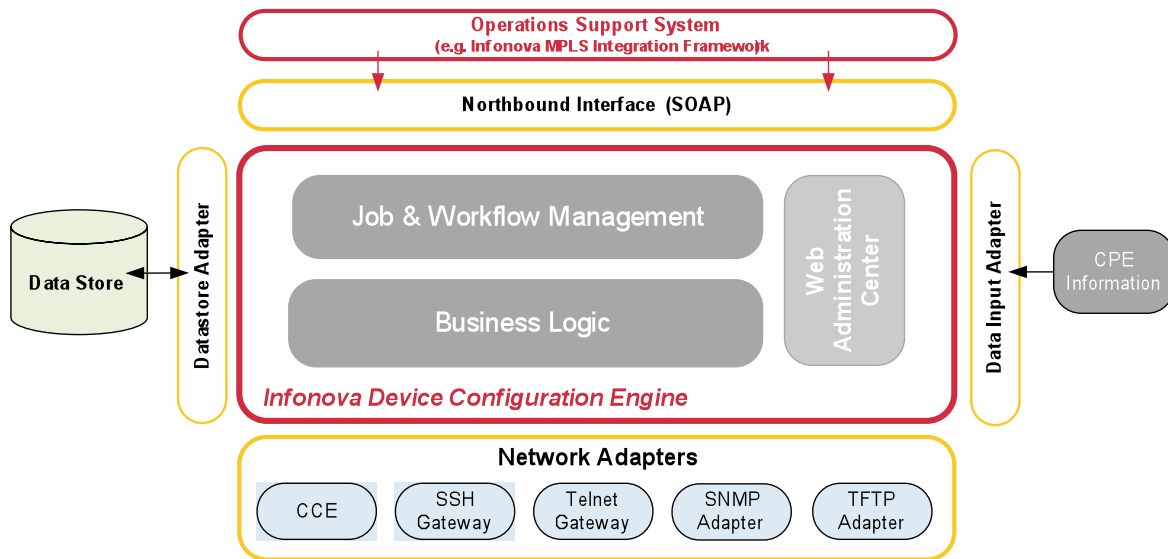 Operations Support System
(e.g. Infonova MPLS Integration Framework
Northbound Interface (SOAP)
Data Store
Datastore Adapter
Job & Workflow Management
Business Logic
Web
Administration
Center
Infonova Device Configuration Engine
Data Input Adapter
CPE
Information
Network Adapters
CCE
SSH
Gateway
Telnet
Gateway
SNMP
Adapter
TFTP
Adapter